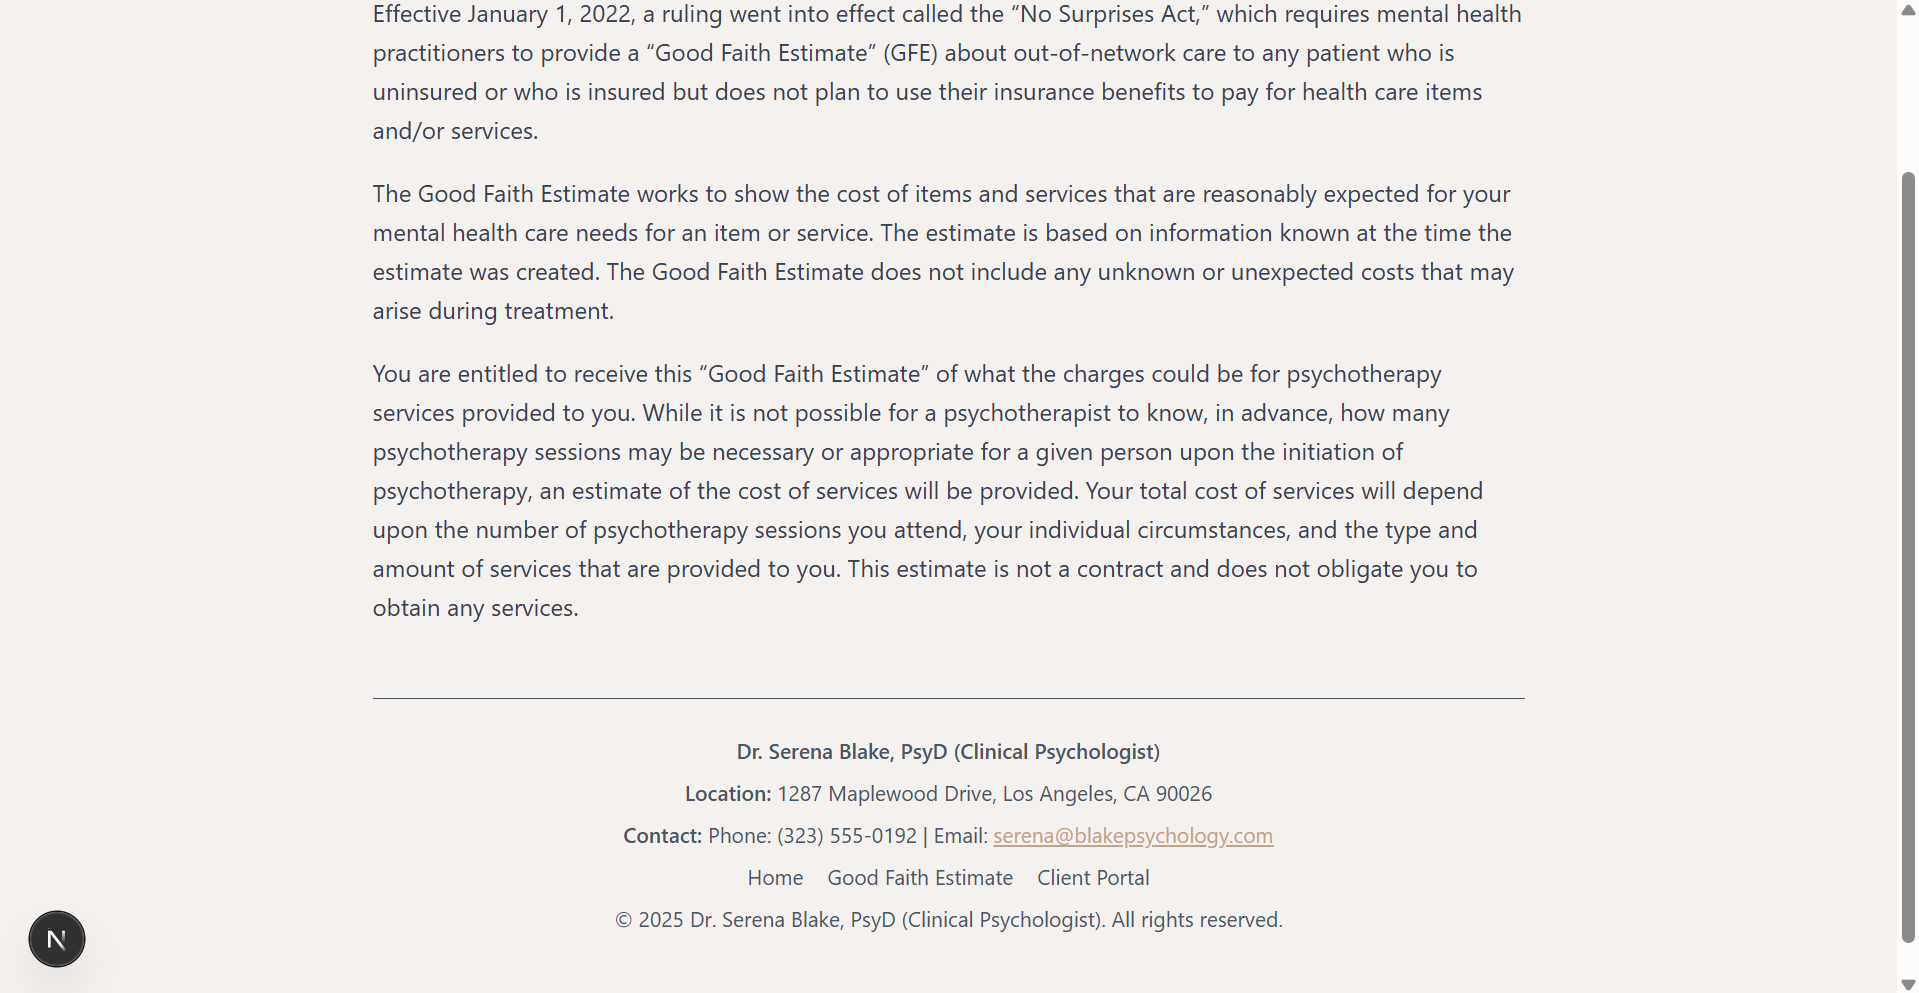 Effective January 1, 2022, a ruling went into effect called the “No Surprises Act,” which requires mental health
practitioners to provide a “Good Faith Estimate” (GFE) about out-of-network care to any patient who is
uninsured or who is insured but does not plan to use their insurance benefits to pay for health care items
and/or services.
The Good Faith Estimate works to show the cost of items and services that are reasonably expected for your
mental health care needs for an item or service. The estimate is based on information known at the time the
estimate was created. The Good Faith Estimate does not include any unknown or unexpected costs that may
arise during treatment.
You are entitled to receive this “Good Faith Estimate” of what the charges could be for psychotherapy
services provided to you. While it is not possible for a psychotherapist to know, in advance, how many
psychotherapy sessions may be necessary or appropriate for a given person upon the initiation of
psychotherapy, an estimate of the cost of services will be provided. Your total cost of services will depend
upon the number of psychotherapy sessions you attend, your individual circumstances, and the type and
amount of services that are provided to you. This estimate is not a contract and does not obligate you to
obtain any services.
Dr. Serena Blake, PsyD (Clinical Psychologist)
Location: 1287 Maplewood Drive, Los Angeles, CA 90026
Contact: Phone: (323) 555-0192 | Email: serena@blakepsychology.com
Home Good Faith Estimate Client Portal
© 2025 Dr. Serena Blake, PsyD (Clinical Psychologist). All rights reserved.
N